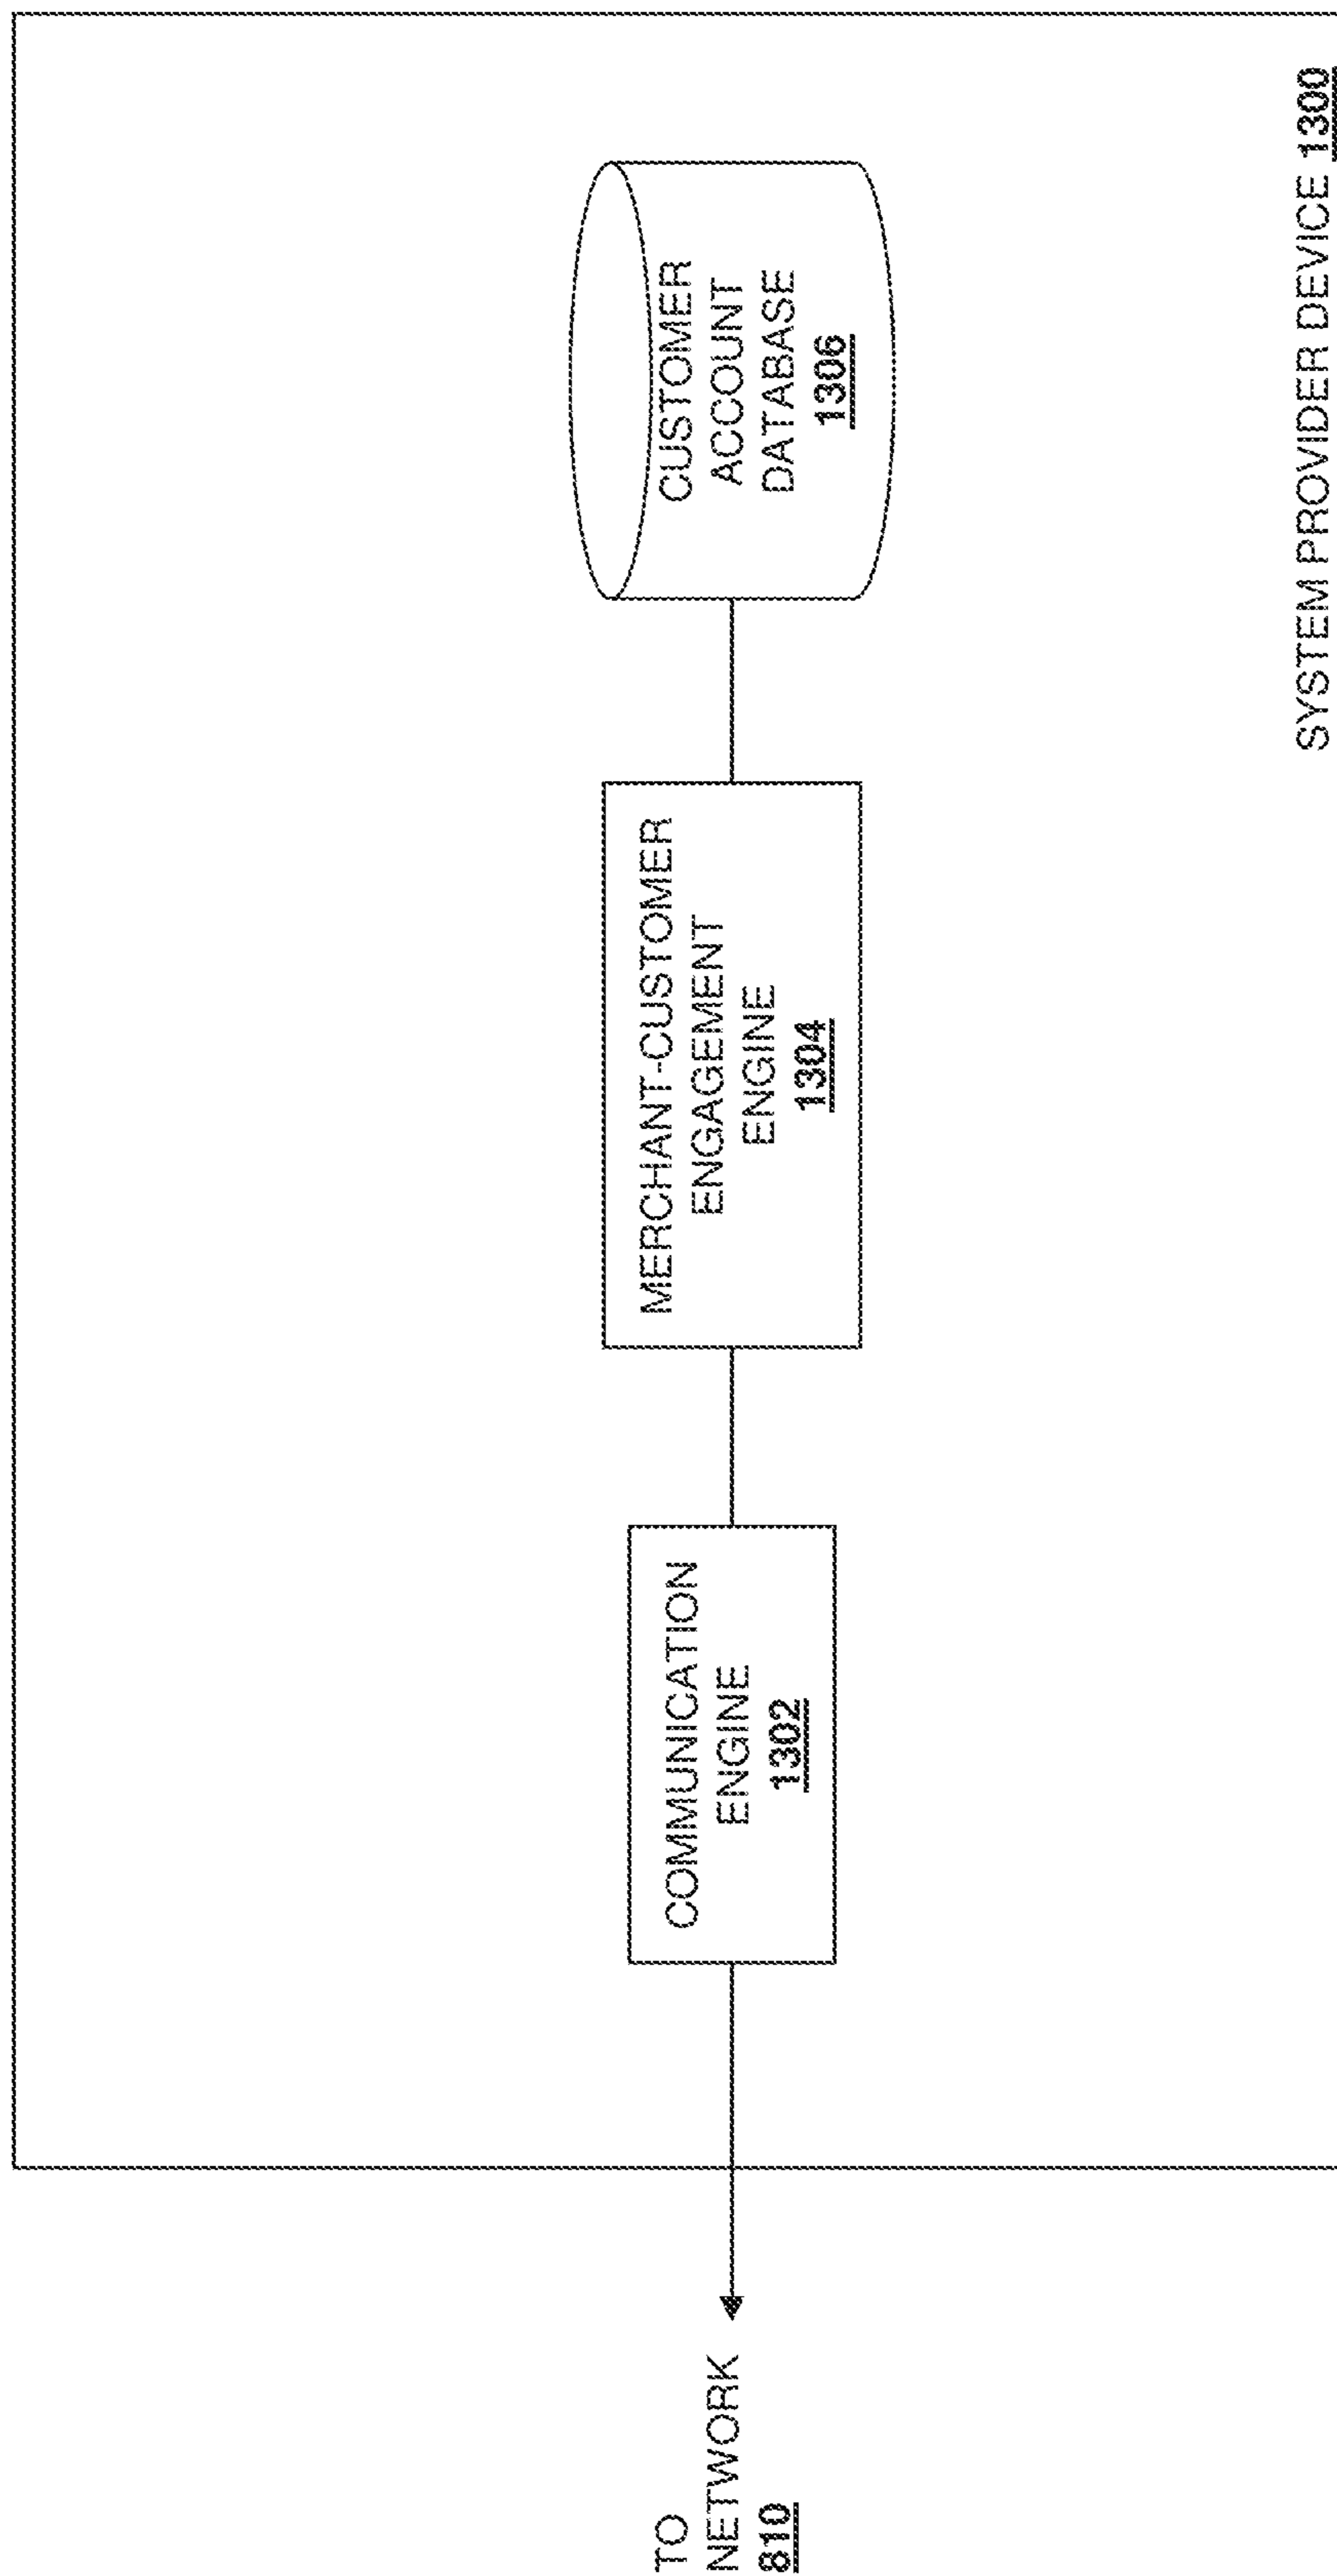 TO
NETWORK
810
COMMUNICATION
ENGINE
1302
MERCHANT-CUSTOMER
ENGAGEMENT
ENGINE
1304
CUSTOMER
ACCOUNT
DATABASE
1306
SYSTEM PROVIDER DEVICE 1300